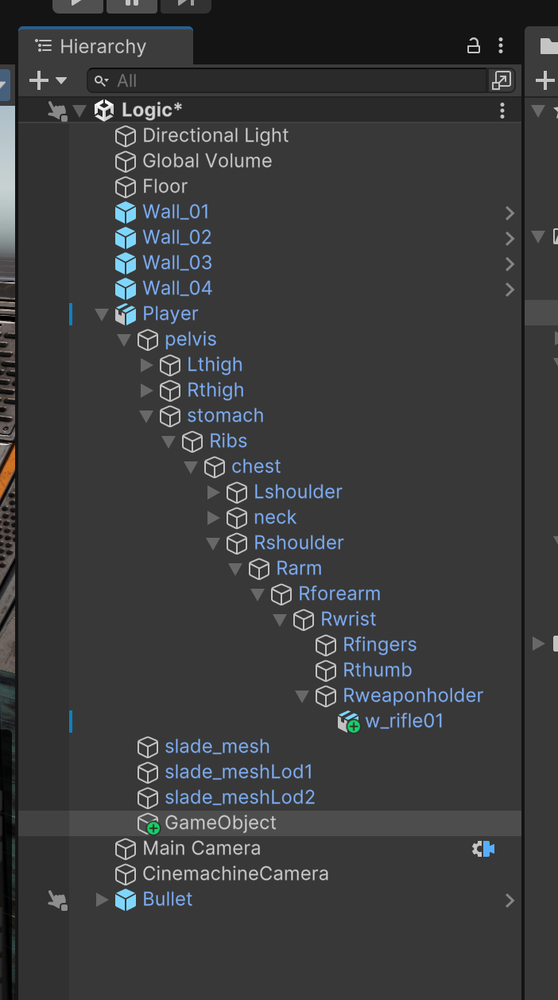 Hierarchy
All
Logic*
Directional Light
Global Volume
Floor
Wall_01
Wall_02
Wall_03
Wall_04
Player
pelvis
Lthigh
Rthigh
stomach
Ribs
chest
Lshoulder
neck
Rshoulder
Rarm
Rforearm
Rwrist
Rfingers
Rthumb
Rweaponholder
w_rifle01
slade_mesh
slade_meshLod1
slade_meshLod2
GameObject
Main Camera
CinemachineCamera
Bullet